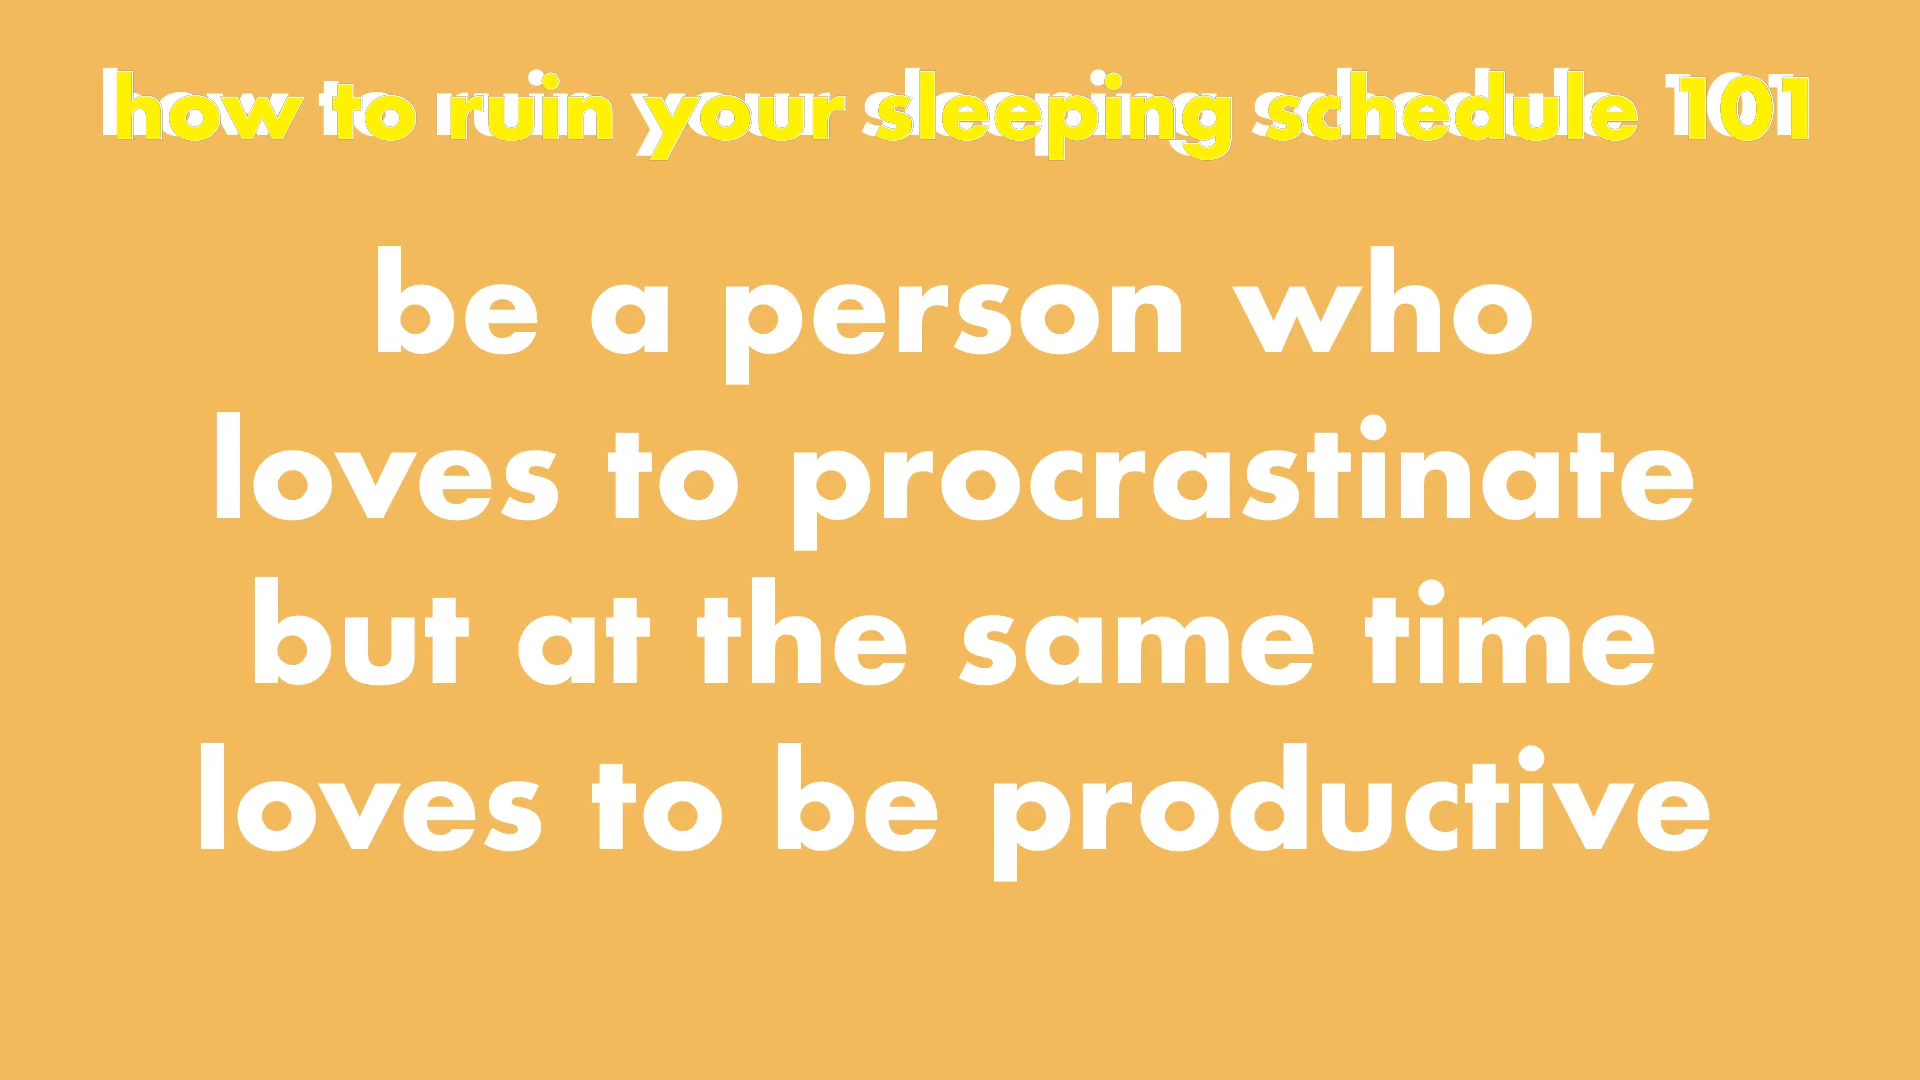 how to ruin your sleeping schedule 101
be a person who
loves to procrastinate
but at the same time
loves to be productive